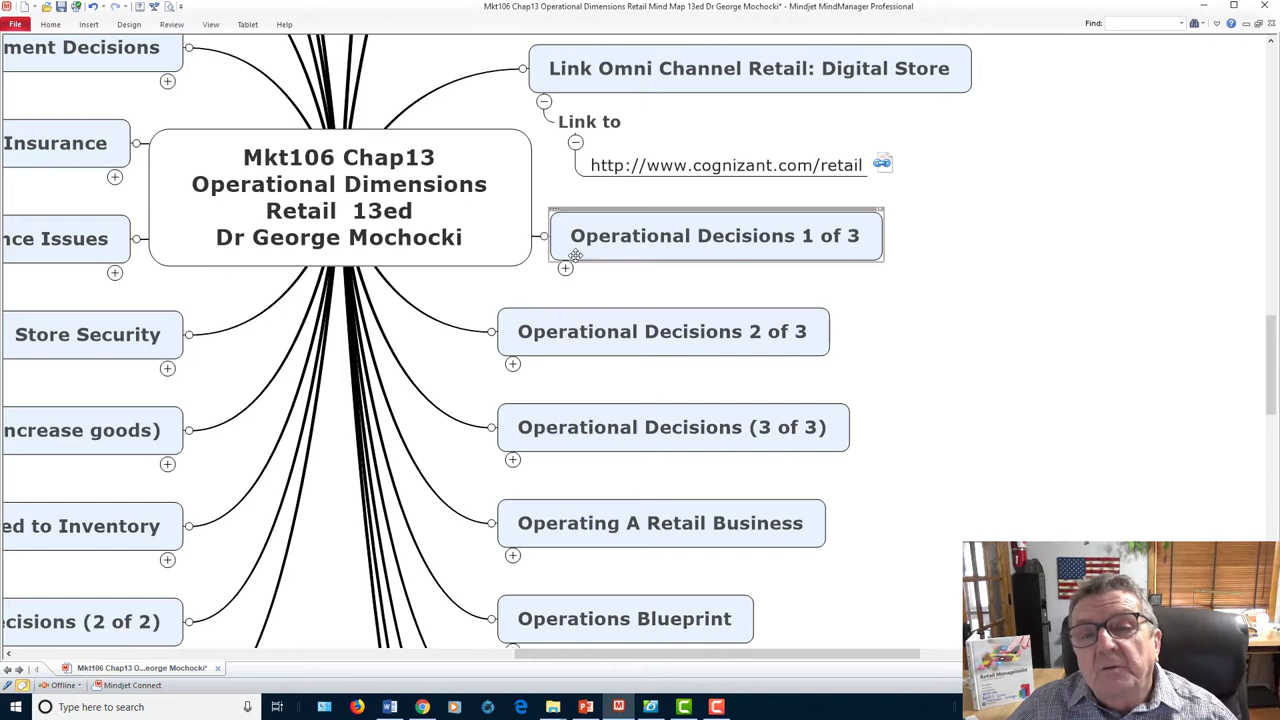 Mkt106 Chap13 Operational Dimensions Retail Mind Map 13ed Dr George Mochocki* - Mindjet MindManager Professional
File Home Insert Design Review View Tablet Help Find:
ment Decisions
Insurance
nce Issues
Store Security
ncrease goods)
ed to Inventory
ecisions (2 of 2)
Mkt106 Chap13
Operational Dimensions
Retail 13ed
Dr George Mochocki
Link Omni Channel Retail: Digital Store
Link to
http://www.cognizant.com/retail
Operational Decisions 1 of 3
Operational Decisions 2 of 3
Operational Decisions (3 of 3)
Operating A Retail Business
Operations Blueprint
Retail Management
Mkt106 Chap13 O...eorge Mochocki*
Offline Mindjet Connect
Type here to search